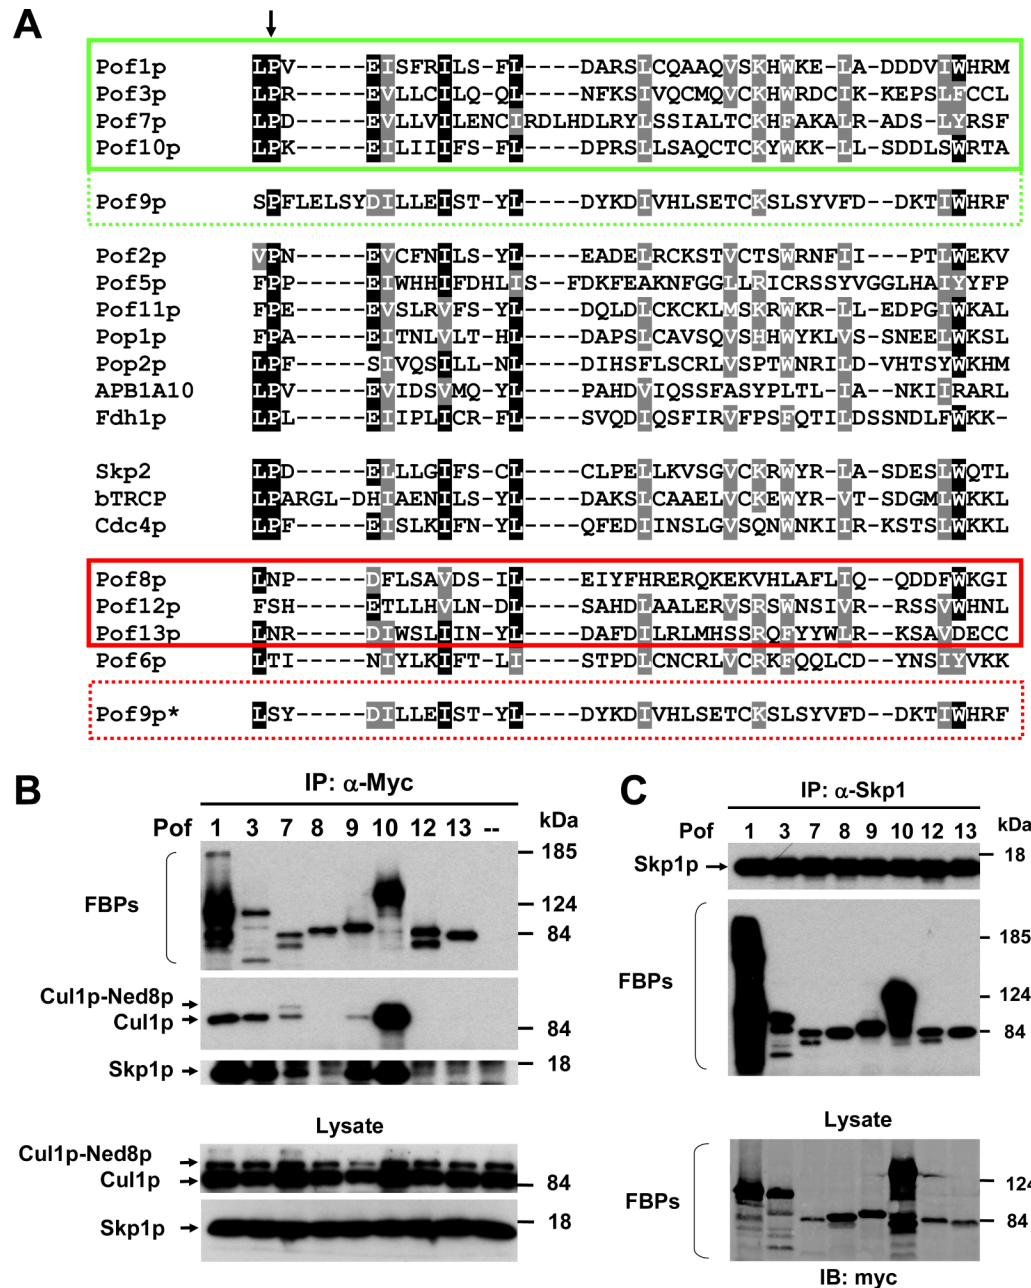 A
Pof1p LPV-----EISFRILS-FL----DARSLCQAAQVSKHWKE-LA-DDDVIWHRM
Pof3p LPR-----EVLLCILQ-QL----NFKSIVQCMQVCKHWRDCIK-KEPSLFCCL
Pof7p LPD-----EVLLVILENCIRDLHDLRYLSSIALTCKHFAKALR-ADS-LYRSF
Pof10p LPK-----EILIIIFS-FL----DPRSLLSAQCTCKYWKK-LL-SDDLSWRTA
Pof9p SPFLELSYDILLEIST-YL----DYKDIVHLSETCKSLSYVFD--DKTIWHRF
Pof2p VPN-----EVCFNILS-YL----EADELRCKSTVCTSWRNFII---PTLWEKV
Pof5p FPP-----EIWHHIFDHLIS---FDKFEAKNFGGLLRICRSSYVGGLHAIYYFP
Pof11p FPE-----EVSLRVFS-YL----DQLDLCKCKLMSKRWKR-LL-EDPGIWKAL
Pop1p FPA-----EITNLVLT-HL----DAPSLCAVSQVSHHWYKLVS-SNEELWKSL
Pop2p LPF-----SIVQSILL-NL----DIHSFLSCRLVSPTWNRILD-VHTSYWKHM
APB1A10 LPV-----EVIDSVMQ-YL----PAHDVIQSSFASYPLTL-IA--NKIIRARL
Fdh1p LPL-----EIIPLICR-FL----SVQDIQSFIRVFPSFQTILDSSNDLFWKK-
Skp2 LPD-----ELLLGIFS-CL----CLPELLKVSGVCKRWYR-LA-SDESLWQTL
bTRCP LPARGL-DHIAENILS-YL----DAKSLCAAELVCKEWYR-VT-SDGMLWKKL
Cdc4p LPF-----EISLKIFN-YL----QFEDIINSLGVSQNWNKIIR-KSTSLWKKL
Pof8p LNP-----DFLSAVDS-IL----EIYFHRERQKEKVHLAFLIQ-QDDFWKGI
Pof12p FSH-----ETLLHVLN-DL----SAHDLAALERVSRSWNSIVR-RSSVWHNL
Pof13p LNR-----DIWSLIIN-YL----DAFDILRLMHSSRQFYYWLR-KSAVDECC
Pof6p LTI-----NIYLKIFT-LI----STPDLCNCRLVCRKFQQLCD--YNSIYVKK
Pof9p* LSY-----DILLEIST-YL----DYKDIVHLSETCKSLSYVFD--DKTIWHRF
B
IP: α-Myc
Pof 1 3 7 8 9 10 12 13 -- kDa
185
FBPs
124
84
Cul1p-Ned8p
Cul1p
84
Skp1p
18
Lysate
Cul1p-Ned8p
Cul1p
84
Skp1p
18
C
IP: α-Skp1
Pof 1 3 7 8 9 10 12 13 kDa
Skp1p
18
FBPs
185
124
84
Lysate
FBPs
124
84
IB: myc